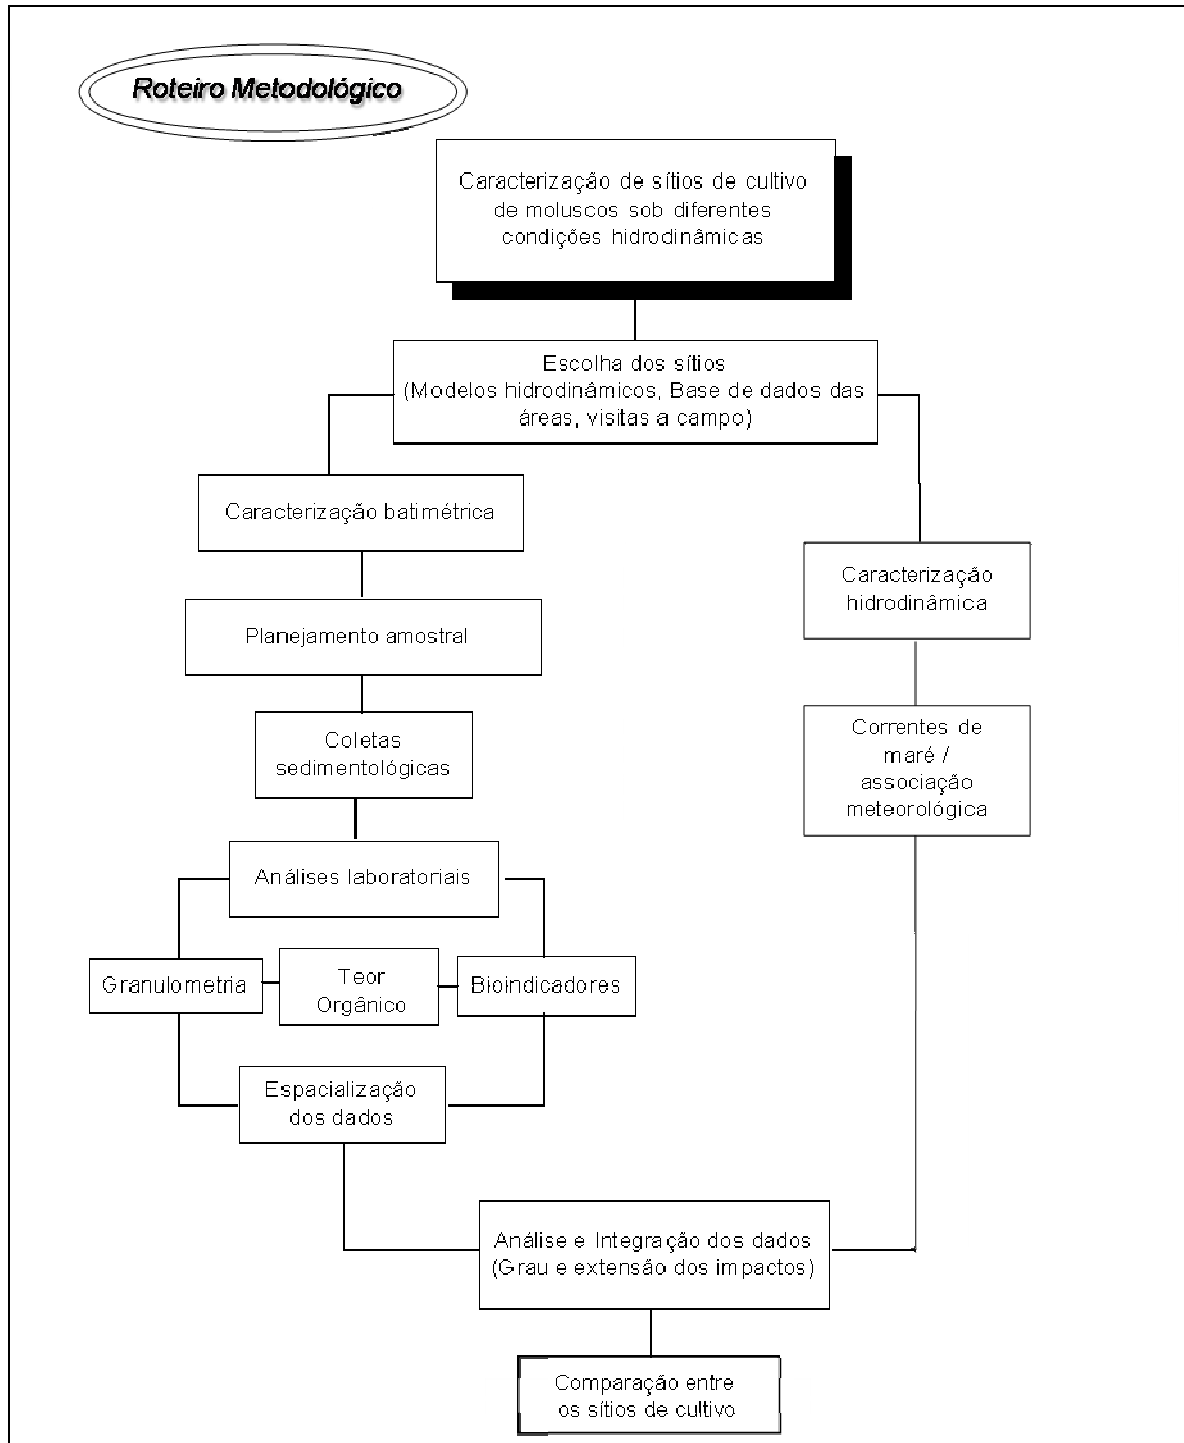 Roteiro Metodológico
Caracterização de sítios de cultivo
de moluscos sob diferentes
condições hidrodinâmicas
Escolha dos sítios
(Modelos hidrodinâmicos, Base de dados das
áreas, visitas a campo)
Caracterização batimétrica
Caracterização
hidrodinâmica
Planejamento amostral
Coletas
sedimentológicas
Correntes de
maré /
associação
meteorológica
Análises laboratoriais
Granulometria
Teor
Orgânico
Bioindicadores
Espacialização
dos dados
Análise e Integração dos dados
(Grau e extensão dos impactos)
Comparação entre
os sítios de cultivo